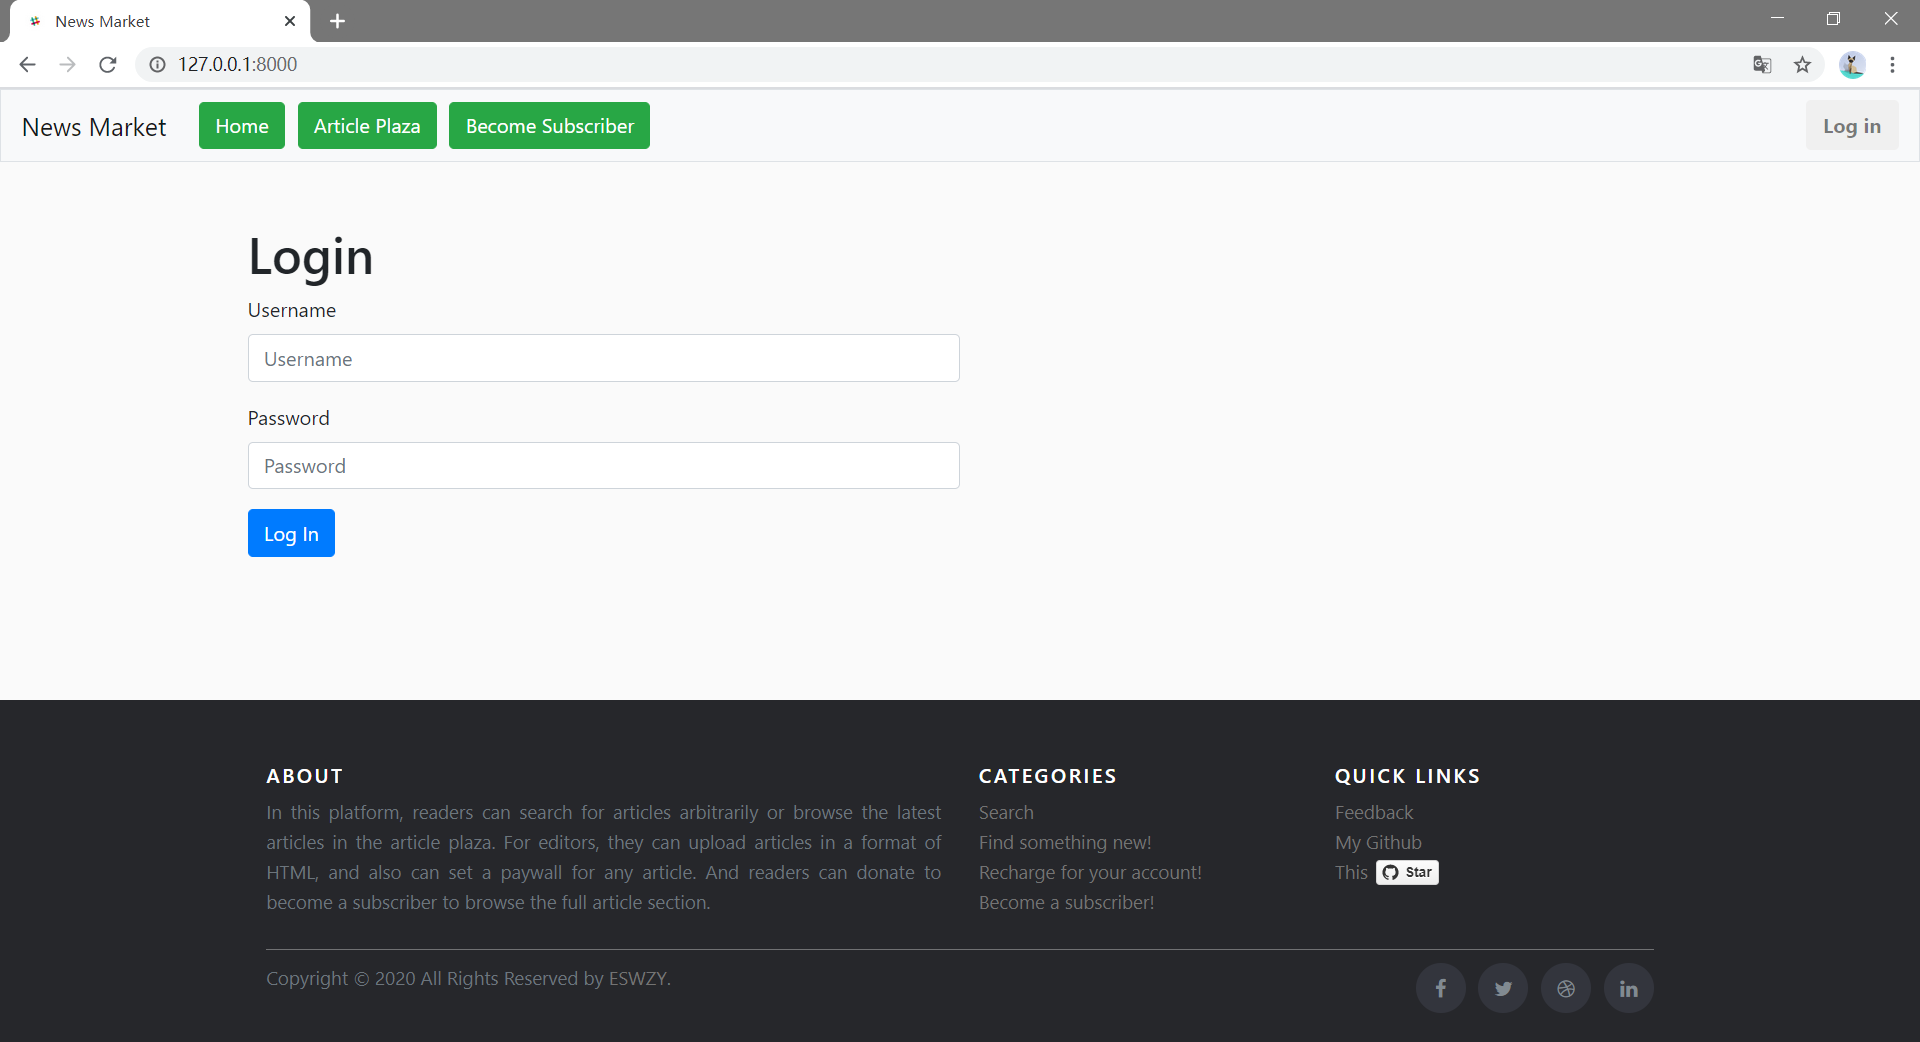 News Market
127.0.0.1:8000
News Market Home Article Plaza Become Subscriber Log in
Login
Username
Username
Password
Password
Log In
ABOUT
In this platform, readers can search for articles arbitrarily or browse the latest
articles in the article plaza. For editors, they can upload articles in a format of
HTML, and also can set a paywall for any article. And readers can donate to
become a subscriber to browse the full article section.
CATEGORIES
Search
Find something new!
Recharge for your account!
Become a subscriber!
QUICK LINKS
Feedback
My Github
This Star
Copyright © 2020 All Rights Reserved by ESWZY.